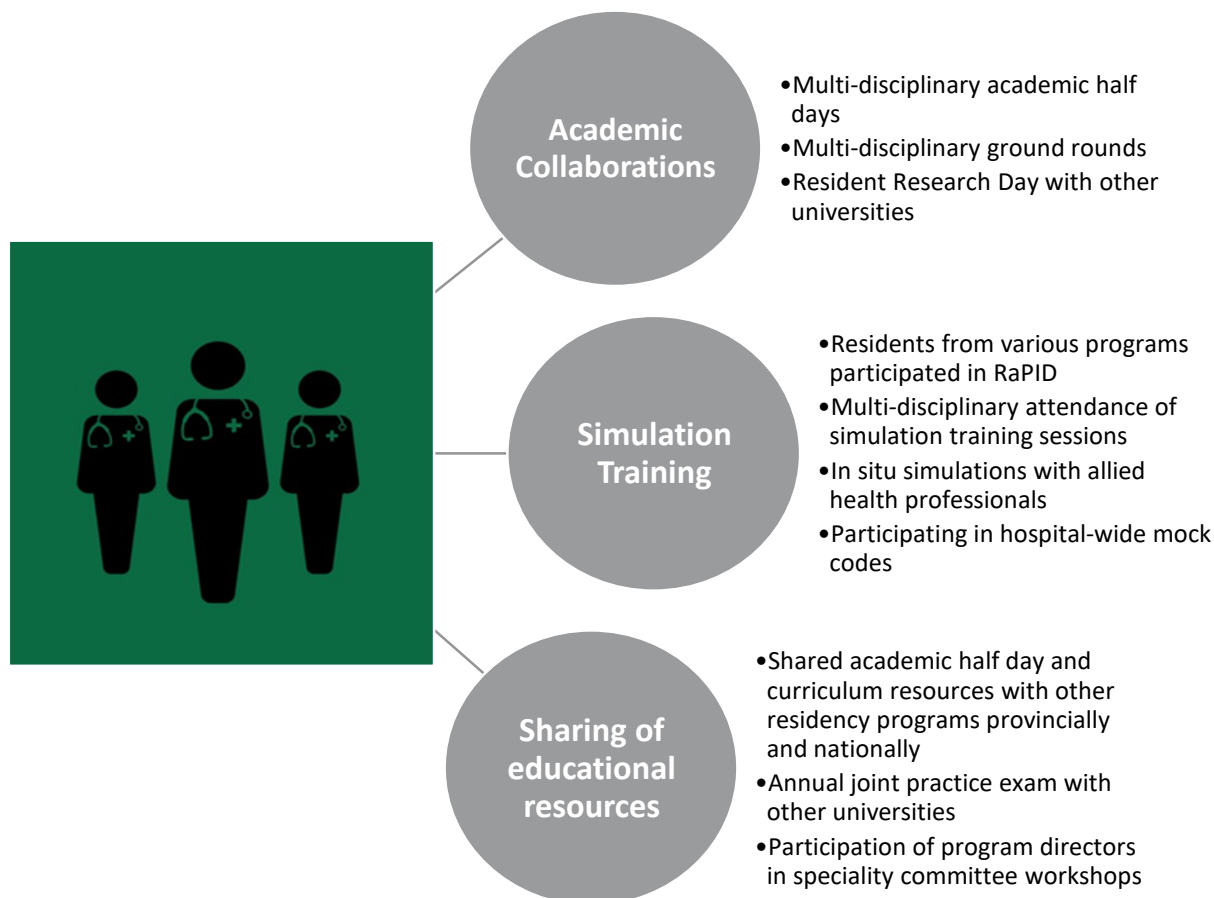 Academic
Collaborations
•Multi-disciplinary academic half
days
•Multi-disciplinary ground rounds
•Resident Research Day with other
universities
Simulation
Training
•Residents from various programs
participated in RaPID
•Multi-disciplinary attendance of
simulation training sessions
•In situ simulations with allied
health professionals
•Participating in hospital-wide mock
codes
Sharing of
educational
resources
•Shared academic half day and
curriculum resources with other
residency programs provincially
and nationally
•Annual joint practice exam with
other universities
•Participation of program directors
in speciality committee workshops